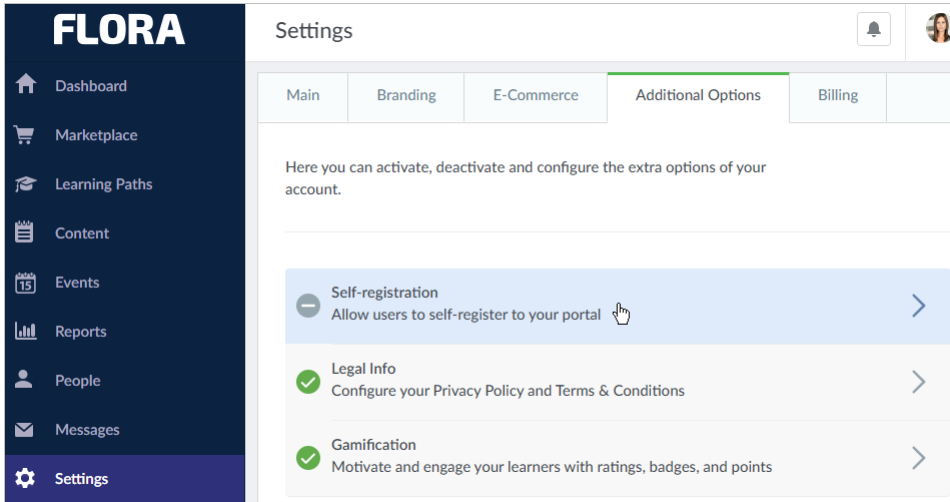 FLORA
Settings
Dashboard
Marketplace
Learning Paths
Content
15
Events
Reports
People
Messages
Settings
Main
Branding
E-Commerce
Additional Options
Billing
Here you can activate, deactivate and configure the extra options of your
account.
Self-registration
Allow users to self-register to your portal
Legal Info
Configure your Privacy Policy and Terms & Conditions
Gamification
Motivate and engage your learners with ratings, badges, and points